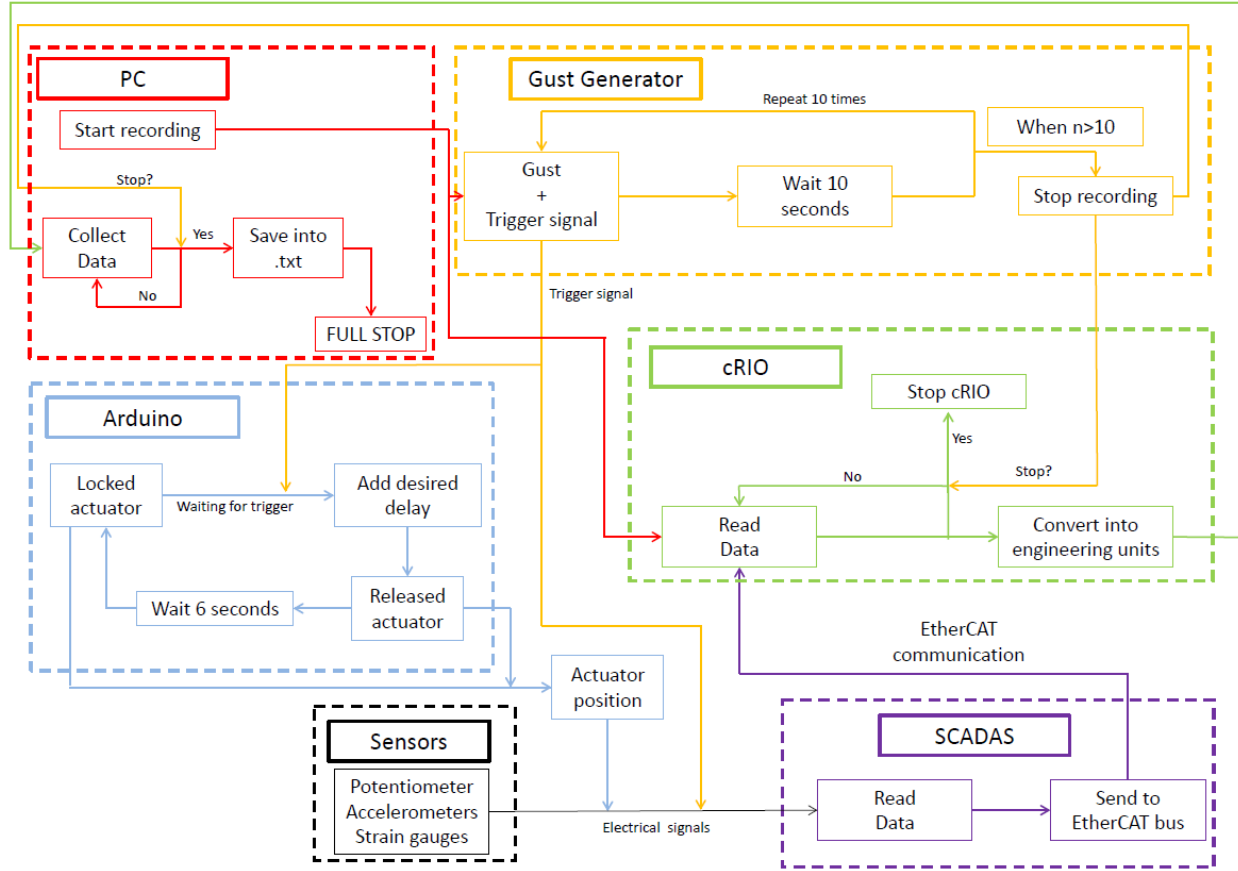 PC
Start recording
Stop?
Collect
Data
Yes
No
Save into
.txt
FULL STOP
Gust Generator
Repeat 10 times
When n>10
Gust
+
Trigger signal
Wait 10
seconds
Stop recording
Trigger signal
cRIO
Stop cRIO
Yes
No
Stop?
Read
Data
Convert into
engineering units
Arduino
Locked
actuator
Waiting for trigger
Add desired
delay
Wait 6 seconds
Released
actuator
Actuator
position
EtherCAT
communication
Sensors
Potentiometer
Accelerometers
Strain gauges
Electrical signals
SCADAS
Read
Data
Send to
EtherCAT bus